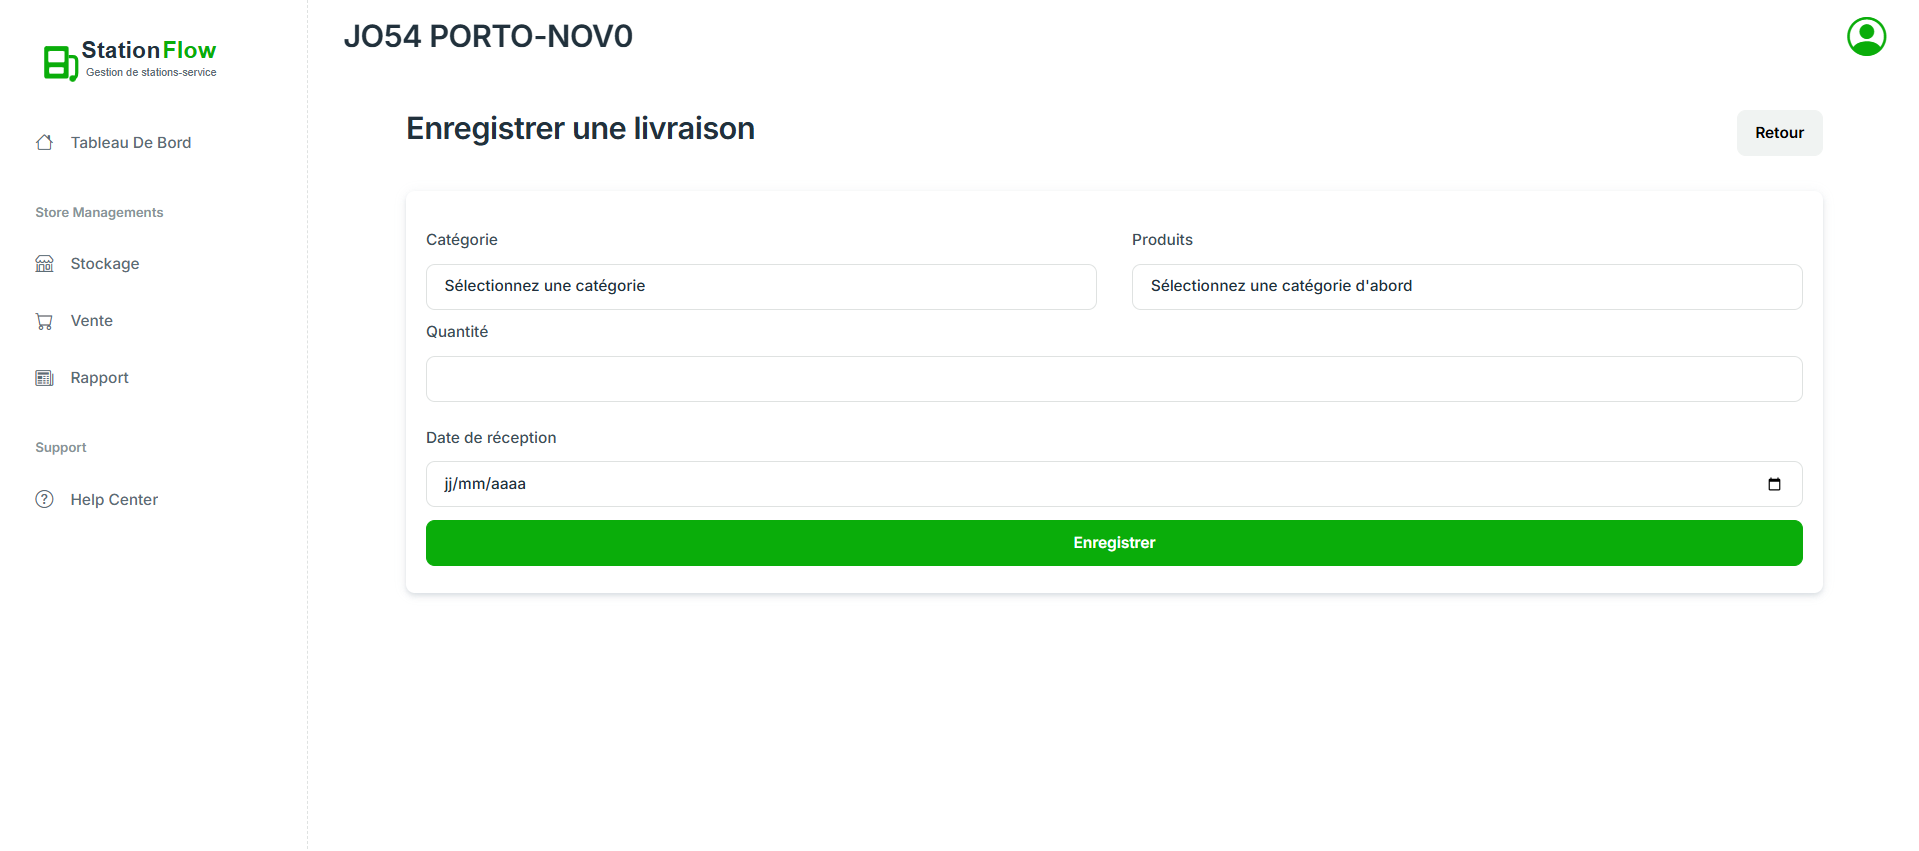 StationFlow
Gestion de stations-service
JO54 PORTO-NOV0
Tableau De Bord
Store Managements
Stockage
Vente
Rapport
Support
Help Center
Enregistrer une livraison
Retour
Catégorie
Produits
Sélectionnez une catégorie
Sélectionnez une catégorie d'abord
Quantité
Date de réception
jj/mm/aaaa
Enregistrer